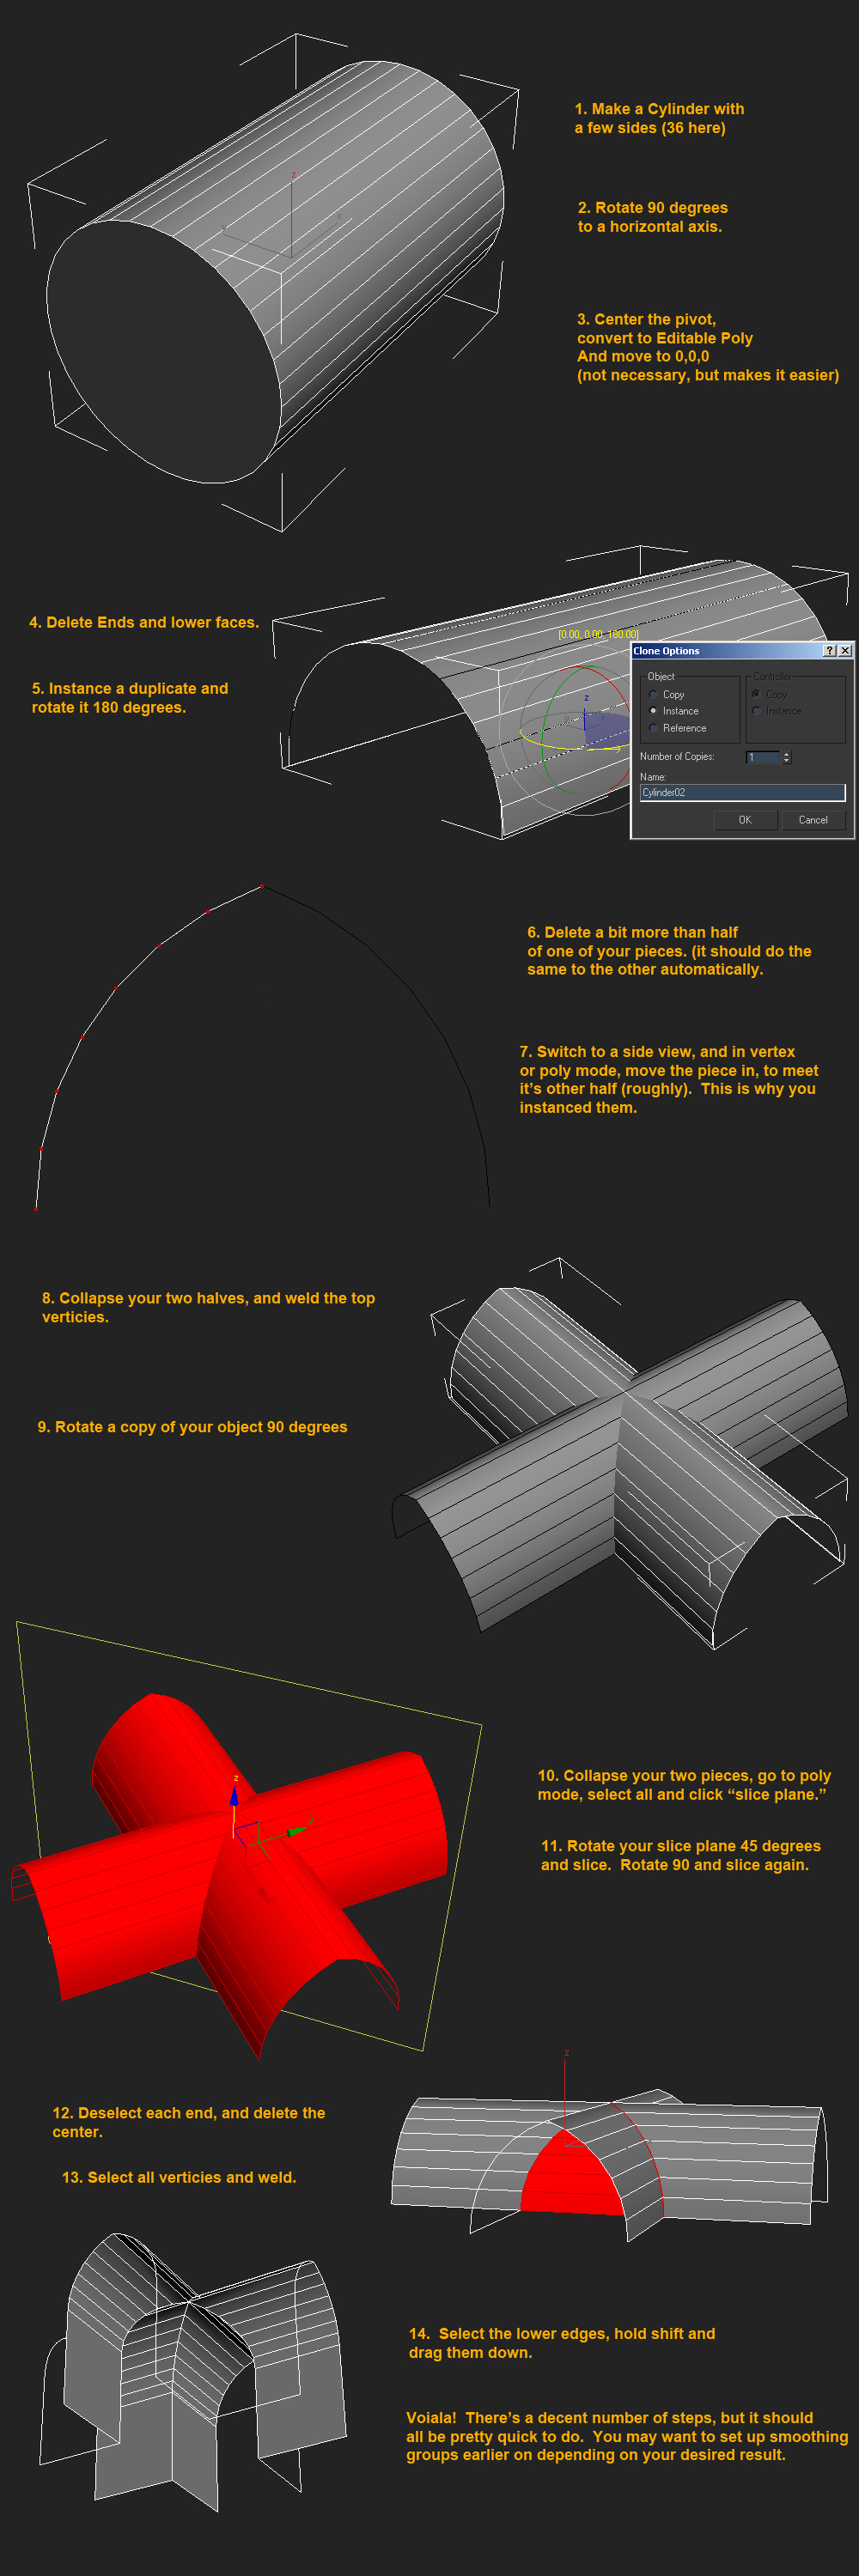 1. Make a Cylinder with
a few sides (36 here)
2. Rotate 90 degrees
to a horizontal axis.
3. Center the pivot,
convert to Editable Poly
And move to 0,0,0
(not necessary, but makes it easier)
z
x
4. Delete Ends and lower faces.
5. Instance a duplicate and
rotate it 180 degrees.
[0.00, 0.00, 180.00]
z
Clone Options
Object
Copy
Instance
Reference
Controller
Copy
Instance
Number of Copies: 1
Name:
Cylinder02
OK
Cancel
6. Delete a bit more than half
of one of your pieces. (it should do the
same to the other automatically.
7. Switch to a side view, and in vertex
or poly mode, move the piece in, to meet
it's other half (roughly).  This is why you
instanced them.
8. Collapse your two halves, and weld the top
verticies.
9. Rotate a copy of your object 90 degrees
z
10. Collapse your two pieces, go to poly
mode, select all and click “slice plane.”
11. Rotate your slice plane 45 degrees
and slice.  Rotate 90 and slice again.
z
12. Deselect each end, and delete the
center.
13. Select all verticies and weld.
14.  Select the lower edges, hold shift and
drag them down.
Voiala!  There's a decent number of steps, but it should
all be pretty quick to do.  You may want to set up smoothing
groups earlier on depending on your desired result.